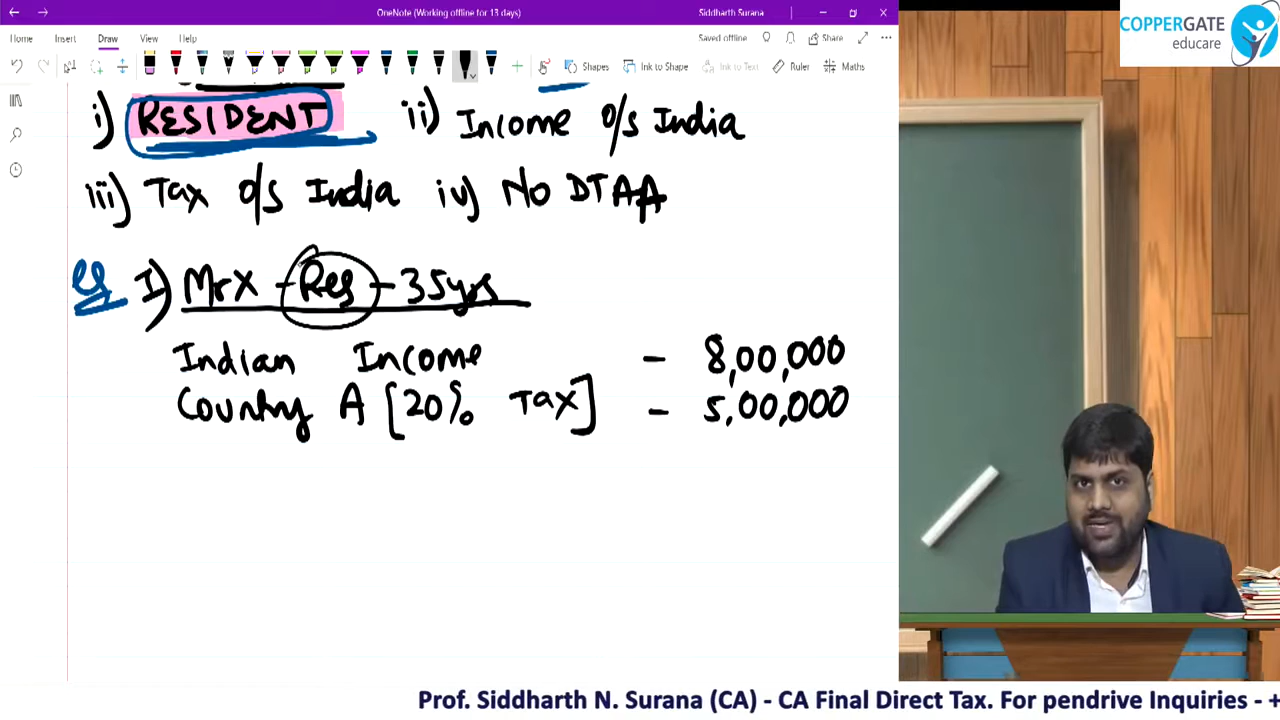 OneNote (Working offline for 13 days)
Siddharth Surana
Home Insert Draw View Help
Saved offline
Share
Shapes
Ink to Shape
Ink to Text
Ruler
Maths
COPPERGATE
educare
i) RESIDENT ii) Income o/s India
iii) Tax o/s India iv) No DTAA
eg I) Mr X - Res - 35yrs
Indian Income - 8,00,000
Country A [20% Tax] - 5,00,000
Prof. Siddharth N. Surana (CA) - CA Final Direct Tax. For pendrive Inquiries - +